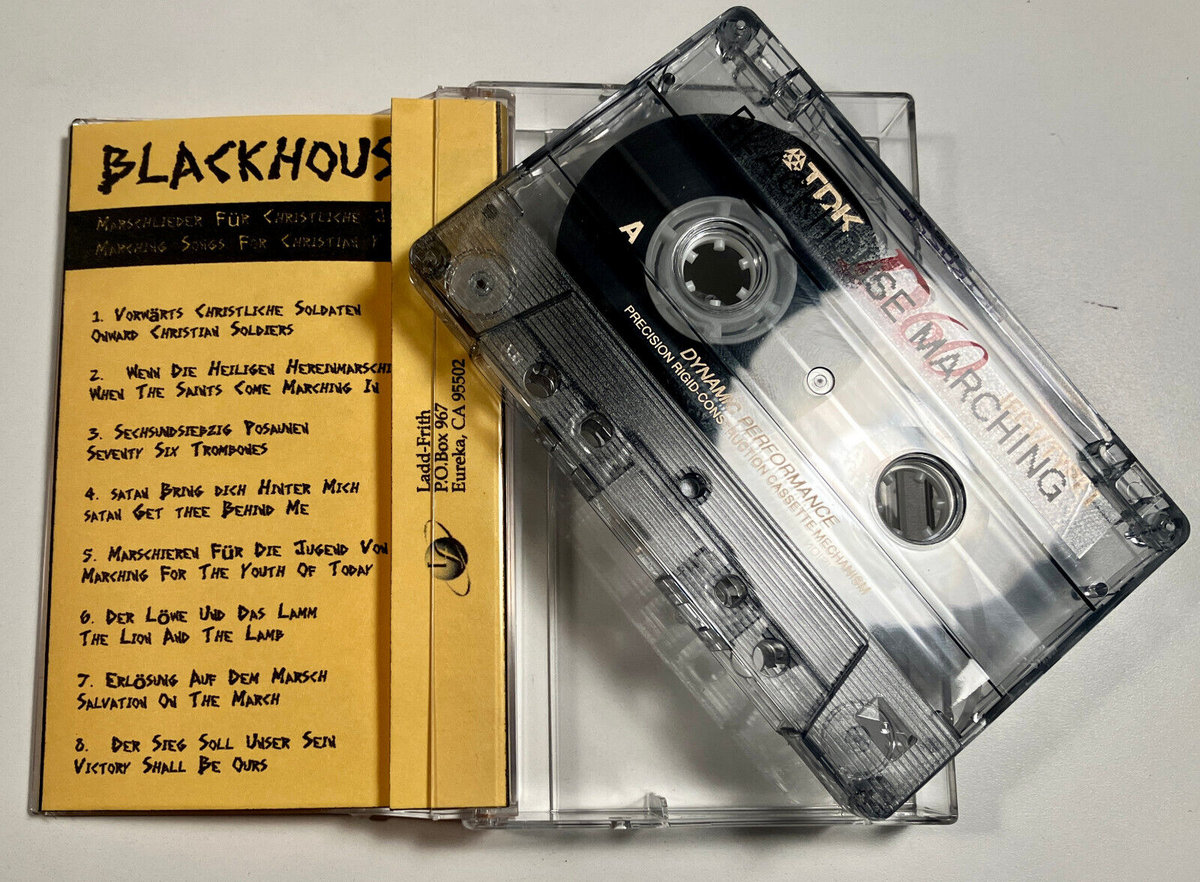 BLACKHOUS
Marschlieder Für Christliche J
Marching Songs For Christian
1. Vorwärts Christliche Soldaten
Onward Christian Soldiers
2. Wenn Die Heiligen Hereinmarschi
When The Saints Come Marching In
3. Sechsundsiebzig Posaunen
Seventy Six Trombones
4. satan Bring dich Hinter Mich
satan Get thee Behind Me
5. Marschieren Für Die Jugend Von
Marching For The Youth Of Today
6. Der Löwe Und Das Lamm
The Lion And The Lamb
7. Erlösung Auf Dem Marsch
Salvation On The March
8. Der Sieg Soll Unser Sein
Victory Shall Be Ours
Ladd-Frith
P.O.Box 967
Eureka, CA 95502
TDK
A
D60
USE MARCHING
DYNAMIC PERFORMANCE
PRECISION RIGID-CONSTRUCTION CASSETTE MECHANISM